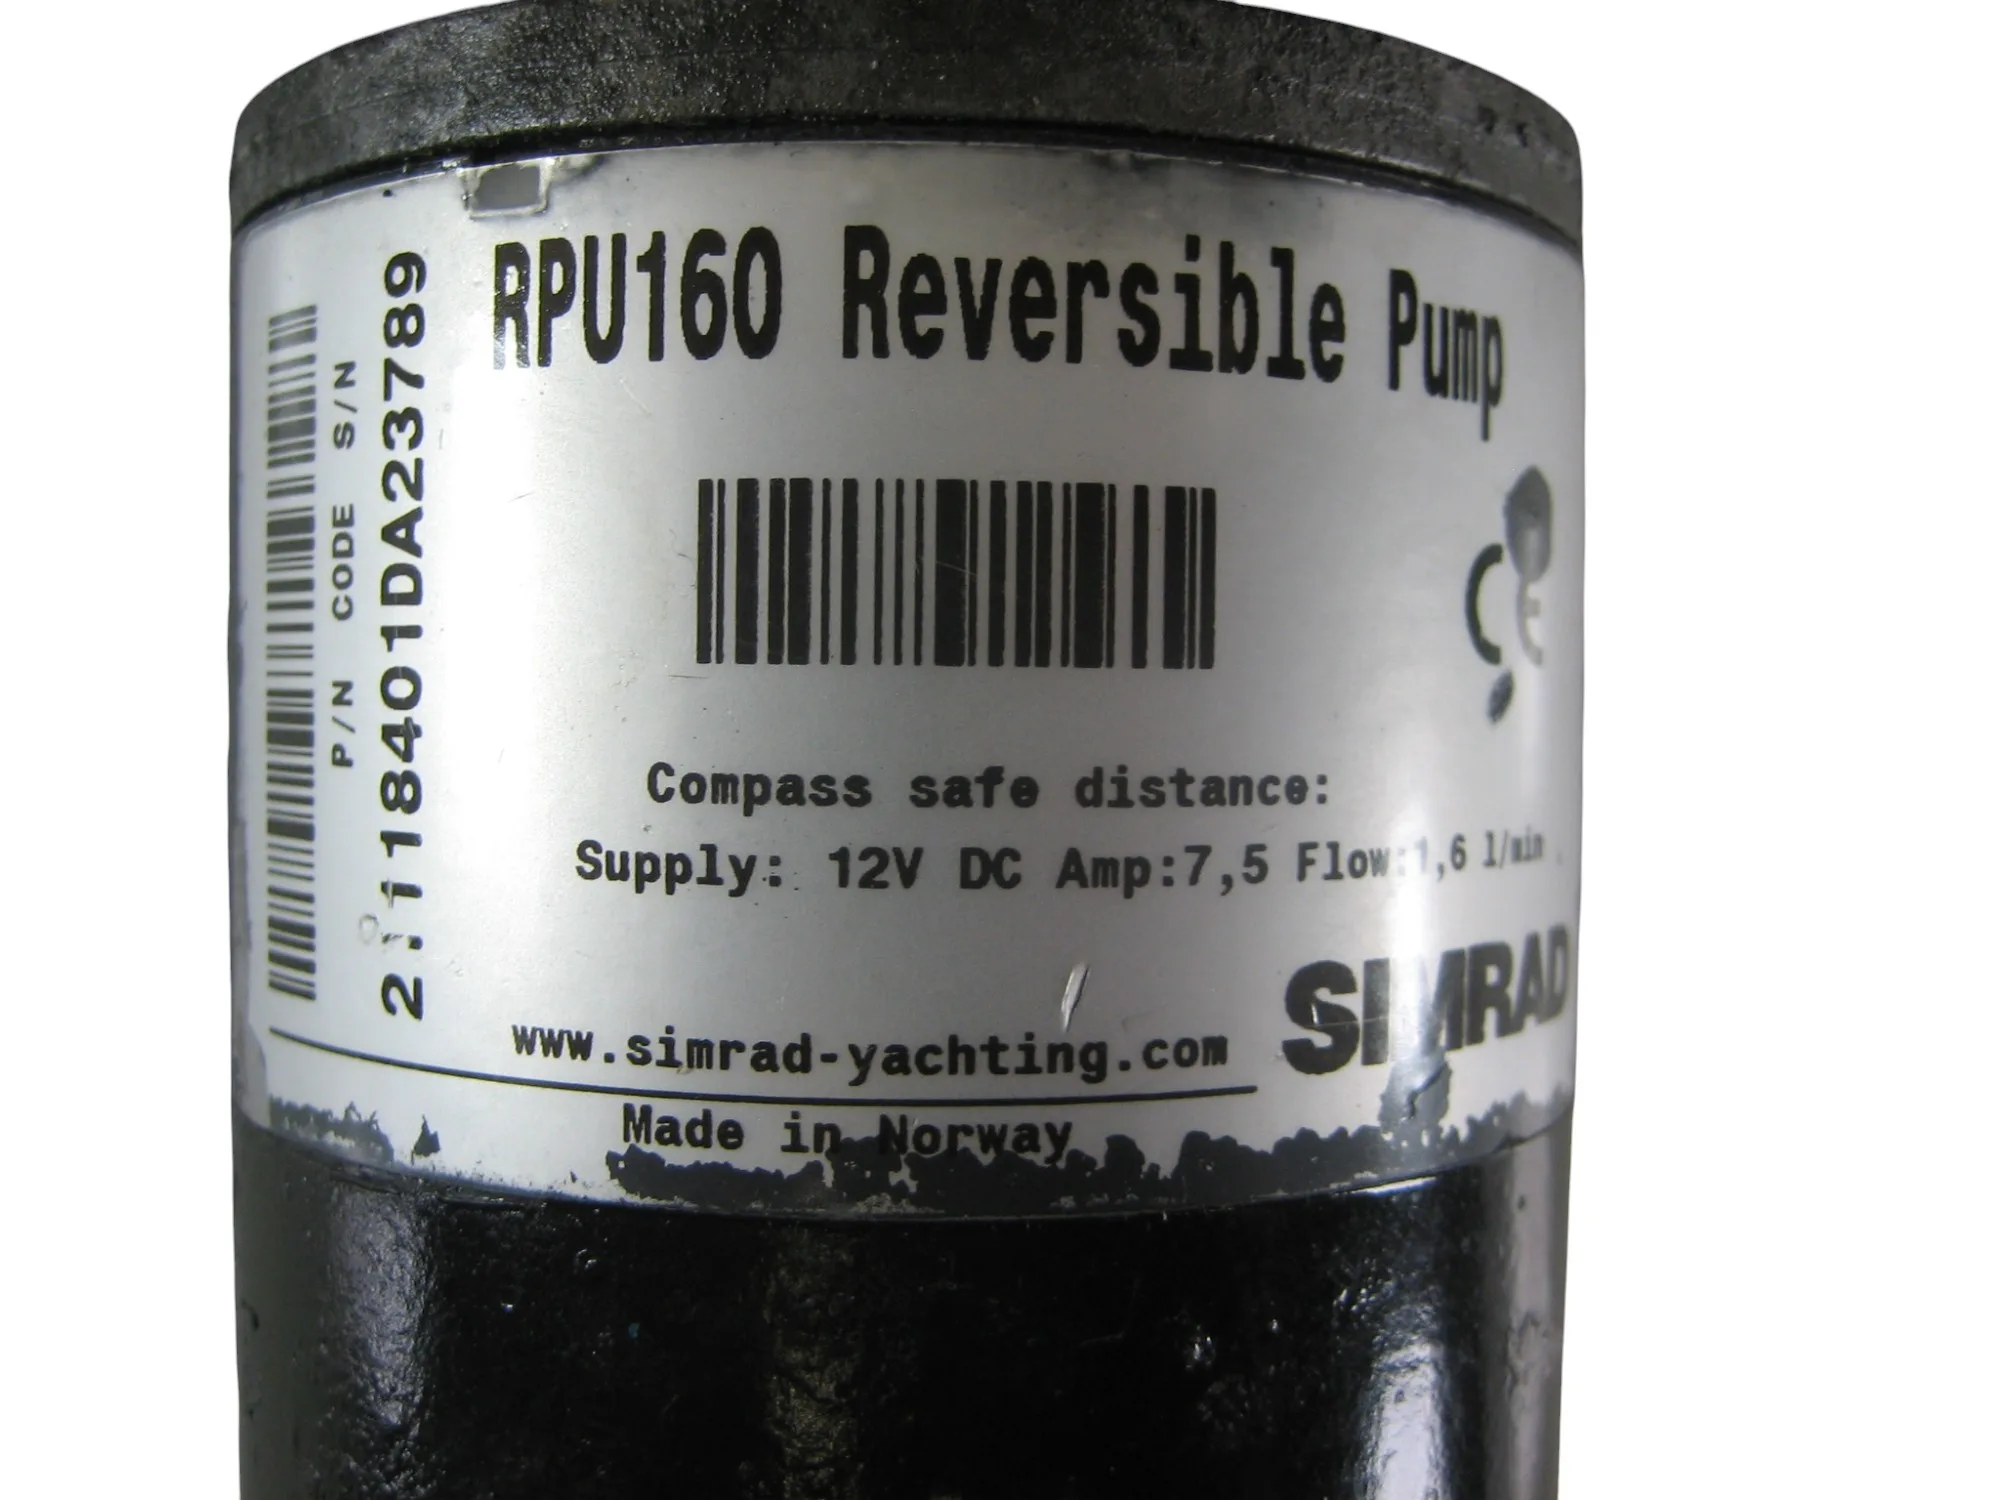 RPU160 Reversible Pump
P/N CODE S/N
21118401DA23789
CE
Compass safe distance:
Supply: 12V DC Amp:7,5 Flow:1,6 l/min
SIMRAD
www.simrad-yachting.com
Made in Norway